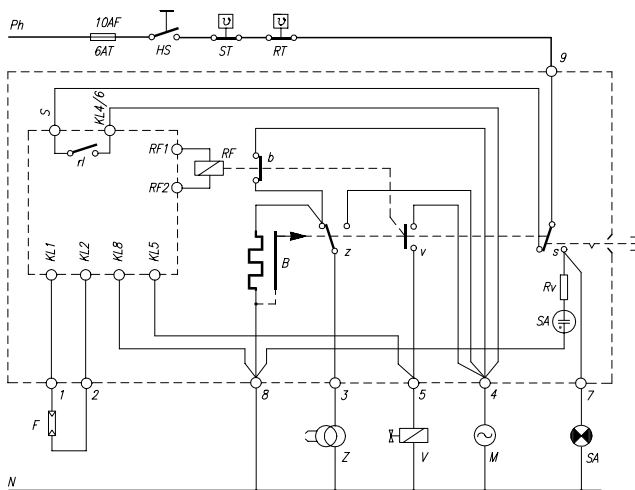 Ph
10AF
6AT
HS
ST
RT
9
S
KL4/6
rl
RF1
RF
RF2
b
KL1
KL2
KL8
KL5
B
z
v
s
Rv
SA
1
2
8
3
5
4
7
F
Z
V
M
SA
N